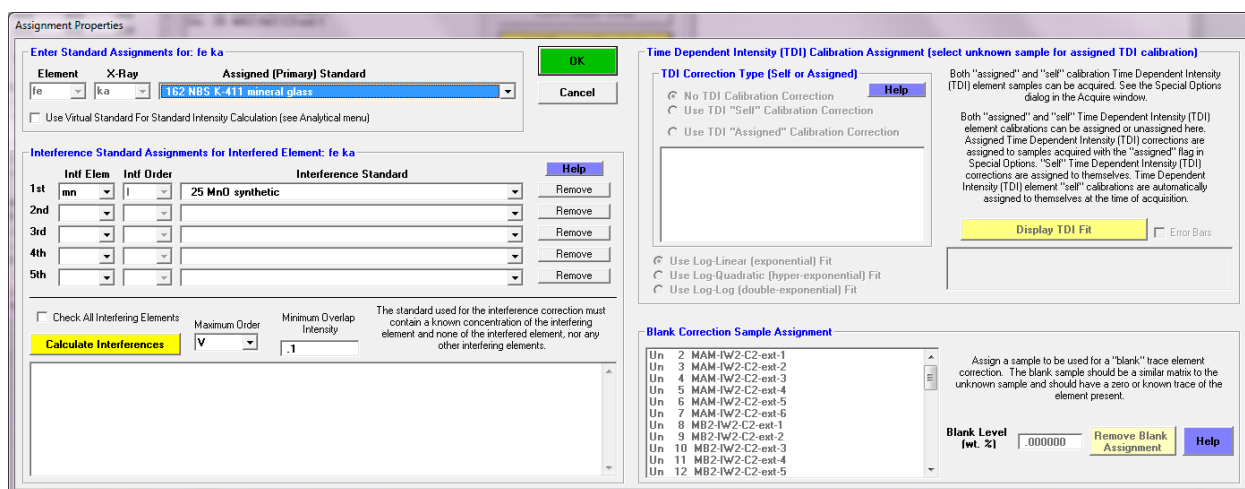 Assignment Properties
Enter Standard Assignments for: fe ka
Element X-Ray Assigned (Primary) Standard
fe ka 162 NBS K-411 mineral glass
Use Virtual Standard For Standard Intensity Calculation (see Analytical menu)
OK
Cancel
Interference Standard Assignments for Interfered Element: fe ka
Help
Intf Elem Intf Order Interference Standard
1st mn I 25 MnO synthetic Remove
2nd Remove
3rd Remove
4th Remove
5th Remove
Check All Interfering Elements
Calculate Interferences
Maximum Order
V
Minimum Overlap
Intensity
.1
The standard used for the interference correction must
contain a known concentration of the interfering
element and none of the interfered element, nor any
other interfering elements.
Time Dependent Intensity (TDI) Calibration Assignment (select unknown sample for assigned TDI calibration)
TDI Correction Type (Self or Assigned)
No TDI Calibration Correction
Help
Use TDI "Self" Calibration Correction
Use TDI "Assigned" Calibration Correction
Use Log-Linear (exponential) Fit
Use Log-Quadratic (hyper-exponential) Fit
Use Log-Log (double-exponential) Fit
Both "assigned" and "self" calibration Time Dependent Intensity
(TDI) element samples can be acquired. See the Special Options
dialog in the Acquire window.
Both "assigned" and "self" Time Dependent Intensity (TDI)
element calibrations can be assigned or unassigned here.
Assigned Time Dependent Intensity (TDI) corrections are
assigned to samples acquired with the "assigned" flag in
Special Options. "Self" Time Dependent Intensity (TDI)
corrections are assigned to themselves. Time Dependent
Intensity (TDI) element "self" calibrations are automatically
assigned to themselves at the time of acquisition.
Display TDI Fit
Error Bars
Blank Correction Sample Assignment
Un 2 MAM-IW2-C2-ext-1
Un 3 MAM-IW2-C2-ext-2
Un 4 MAM-IW2-C2-ext-3
Un 5 MAM-IW2-C2-ext-4
Un 6 MAM-IW2-C2-ext-5
Un 7 MAM-IW2-C2-ext-6
Un 8 MB2-IW2-C2-ext-1
Un 9 MB2-IW2-C2-ext-2
Un 10 MB2-IW2-C2-ext-3
Un 11 MB2-IW2-C2-ext-4
Un 12 MB2-IW2-C2-ext-5
Assign a sample to be used for a "blank" trace element
correction. The blank sample should be a similar matrix to the
unknown sample and should have a zero or known trace of the
element present.
Blank Level
(wt. %)
.000000
Remove Blank
Assignment
Help